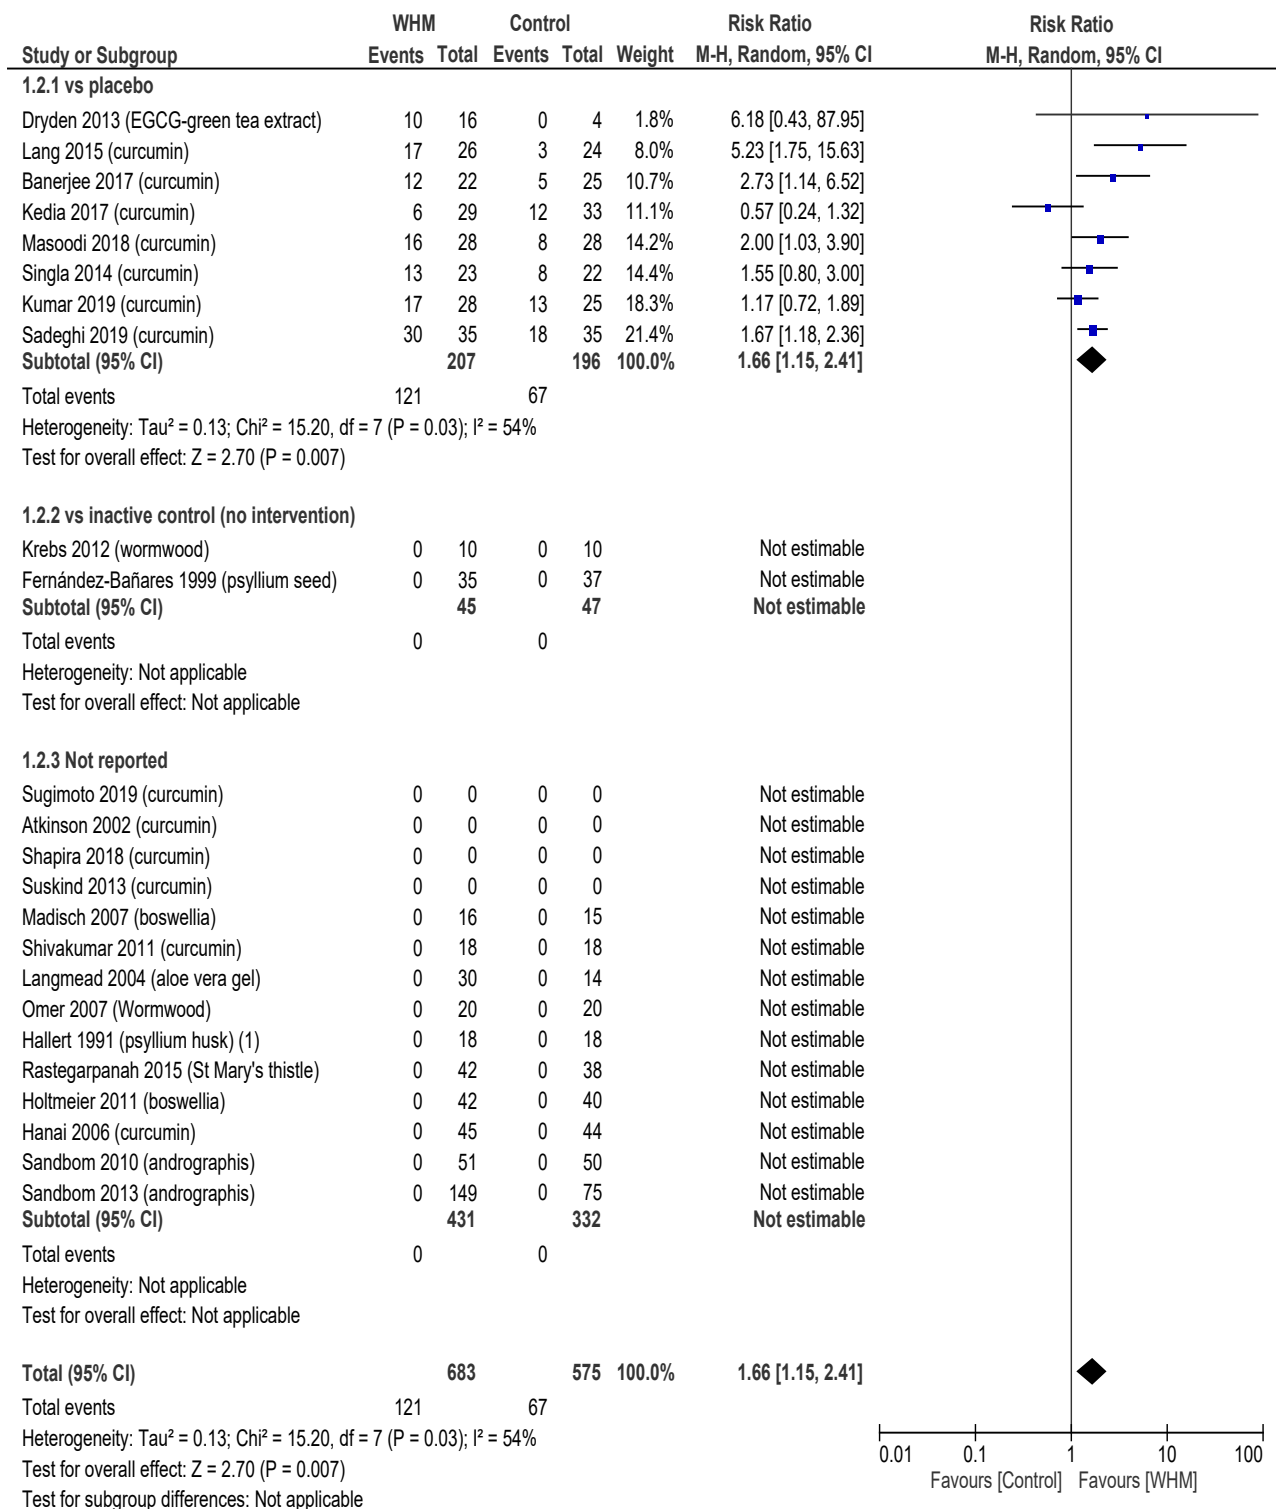 WHM Control Risk Ratio Risk Ratio
Study or Subgroup Events Total Events Total Weight M-H, Random, 95% CI M-H, Random, 95% CI
1.2.1 vs placebo
Dryden 2013 (EGCG-green tea extract) 10 16 0 4 1.8% 6.18 [0.43, 87.95]
Lang 2015 (curcumin) 17 26 3 24 8.0% 5.23 [1.75, 15.63]
Banerjee 2017 (curcumin) 12 22 5 25 10.7% 2.73 [1.14, 6.52]
Kedia 2017 (curcumin) 6 29 12 33 11.1% 0.57 [0.24, 1.32]
Masoodi 2018 (curcumin) 16 28 8 28 14.2% 2.00 [1.03, 3.90]
Singla 2014 (curcumin) 13 23 8 22 14.4% 1.55 [0.80, 3.00]
Kumar 2019 (curcumin) 17 28 13 25 18.3% 1.17 [0.72, 1.89]
Sadeghi 2019 (curcumin) 30 35 18 35 21.4% 1.67 [1.18, 2.36]
Subtotal (95% CI) 207 196 100.0% 1.66 [1.15, 2.41]
Total events 121 67
Heterogeneity: Tau² = 0.13; Chi² = 15.20, df = 7 (P = 0.03); I² = 54%
Test for overall effect: Z = 2.70 (P = 0.007)
1.2.2 vs inactive control (no intervention)
Krebs 2012 (wormwood) 0 10 0 10 Not estimable
Fernández-Bañares 1999 (psyllium seed) 0 35 0 37 Not estimable
Subtotal (95% CI) 45 47 Not estimable
Total events 0 0
Heterogeneity: Not applicable
Test for overall effect: Not applicable
1.2.3 Not reported
Sugimoto 2019 (curcumin) 0 0 0 0 Not estimable
Atkinson 2002 (curcumin) 0 0 0 0 Not estimable
Shapira 2018 (curcumin) 0 0 0 0 Not estimable
Suskind 2013 (curcumin) 0 0 0 0 Not estimable
Madisch 2007 (boswellia) 0 16 0 15 Not estimable
Shivakumar 2011 (curcumin) 0 18 0 18 Not estimable
Langmead 2004 (aloe vera gel) 0 30 0 14 Not estimable
Omer 2007 (Wormwood) 0 20 0 20 Not estimable
Hallert 1991 (psyllium husk) (1) 0 18 0 18 Not estimable
Rastegarpanah 2015 (St Mary's thistle) 0 42 0 38 Not estimable
Holtmeier 2011 (boswellia) 0 42 0 40 Not estimable
Hanai 2006 (curcumin) 0 45 0 44 Not estimable
Sandbom 2010 (andrographis) 0 51 0 50 Not estimable
Sandbom 2013 (andrographis) 0 149 0 75 Not estimable
Subtotal (95% CI) 431 332 Not estimable
Total events 0 0
Heterogeneity: Not applicable
Test for overall effect: Not applicable
Total (95% CI) 683 575 100.0% 1.66 [1.15, 2.41]
Total events 121 67
Heterogeneity: Tau² = 0.13; Chi² = 15.20, df = 7 (P = 0.03); I² = 54%
0.01 0.1 1 10 100
Test for overall effect: Z = 2.70 (P = 0.007)
Favours [Control] Favours [WHM]
Test for subgroup differences: Not applicable